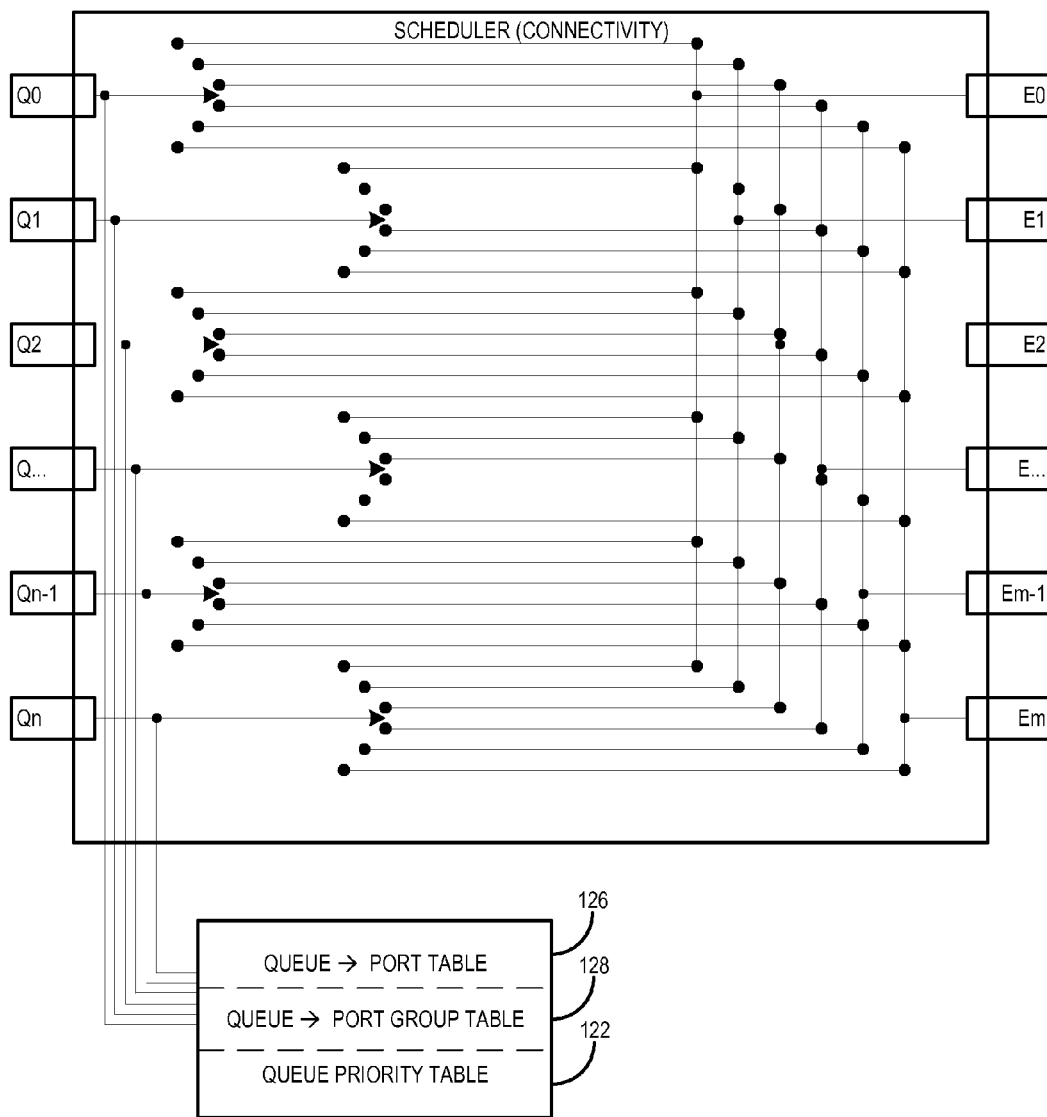 SCHEDULER (CONNECTIVITY)
Q0
E0
Q1
E1
Q2
E2
Q...
E...
Qn-1
Em-1
Qn
Em
126
QUEUE → PORT TABLE
128
QUEUE → PORT GROUP TABLE
122
QUEUE PRIORITY TABLE